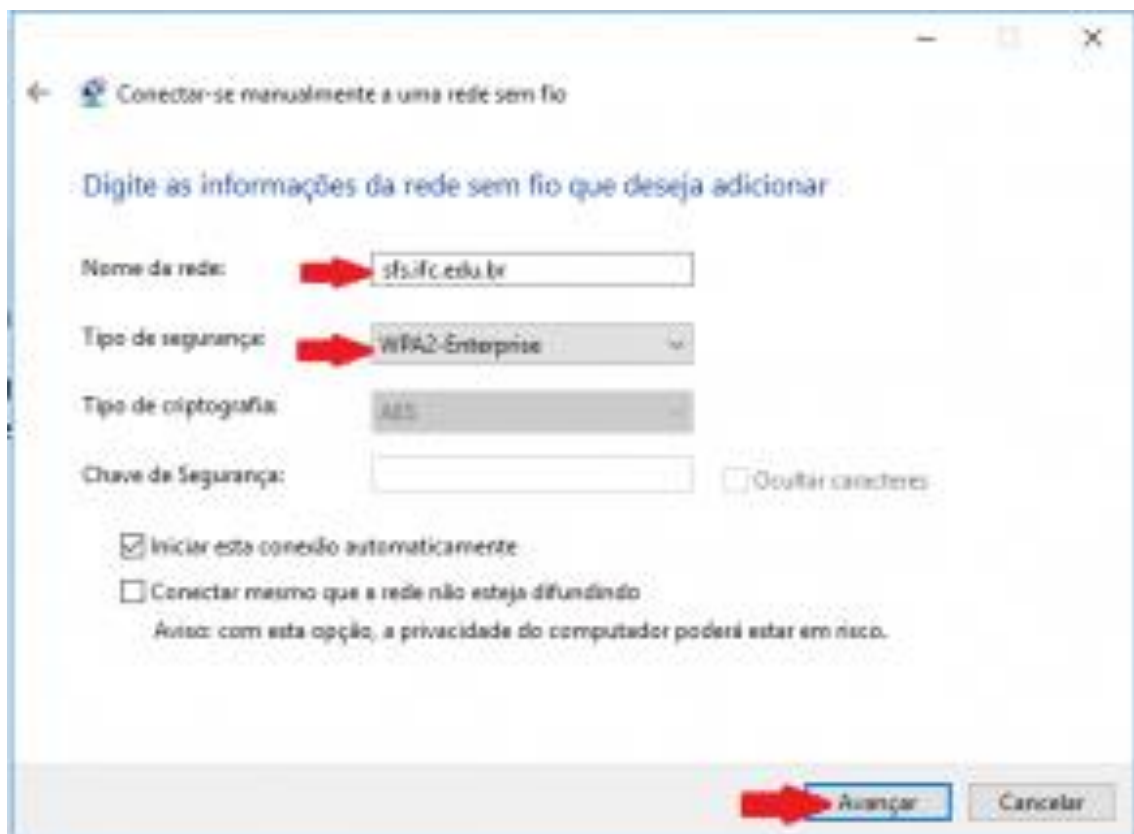 Conectar-se manualmente a uma rede sem fio
Digite as informações da rede sem fio que deseja adicionar
Nome da rede: sfs.ifc.edu.br
Tipo de segurança: WPA2-Enterprise
Tipo de criptografia: AES
Chave de Segurança: Ocultar caracteres
Iniciar esta conexão automaticamente
Conectar mesmo que a rede não esteja difundindo
Aviso: com esta opção, a privacidade do computador poderá estar em risco.
Avançar Cancelar